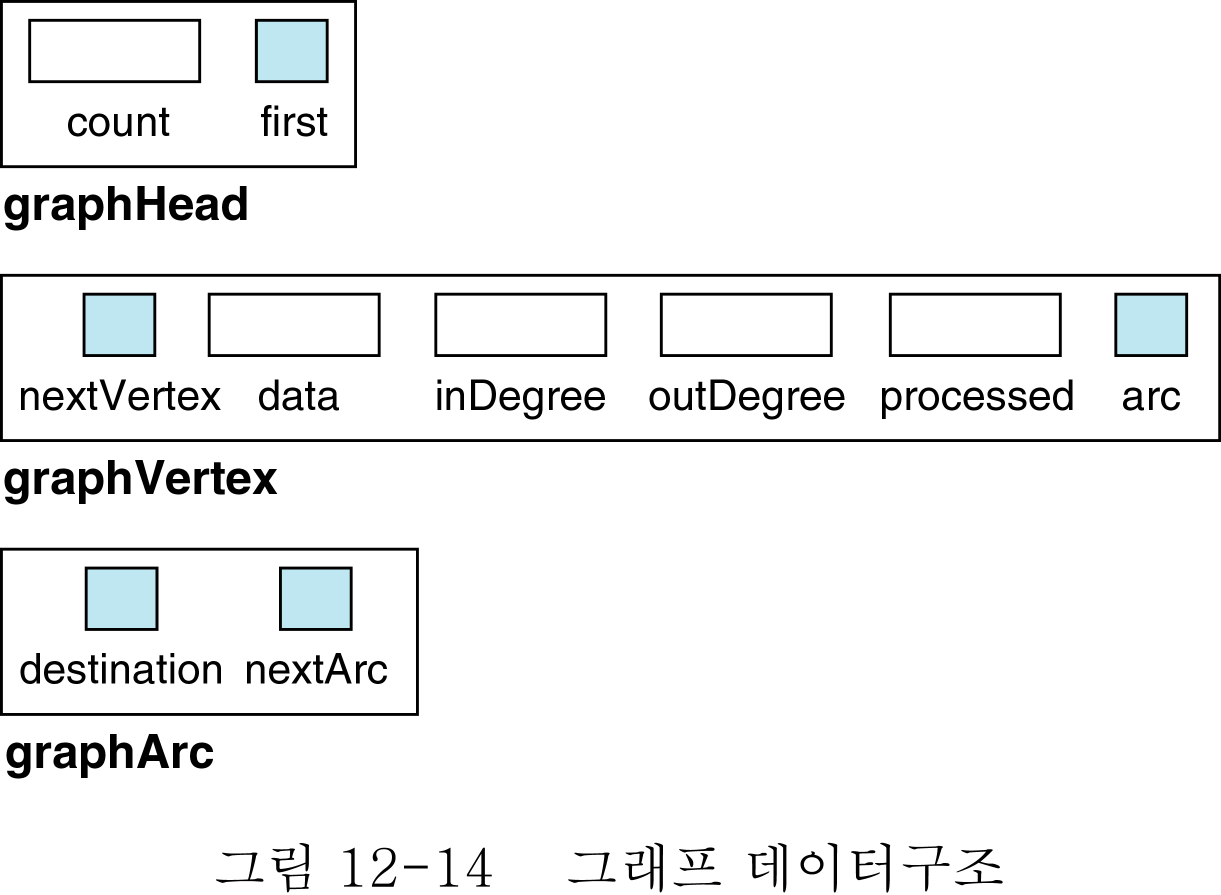 count first
graphHead
nextVertex data inDegree outDegree processed arc
graphVertex
destination nextArc
graphArc
그림 12-14 그래프 데이터구조